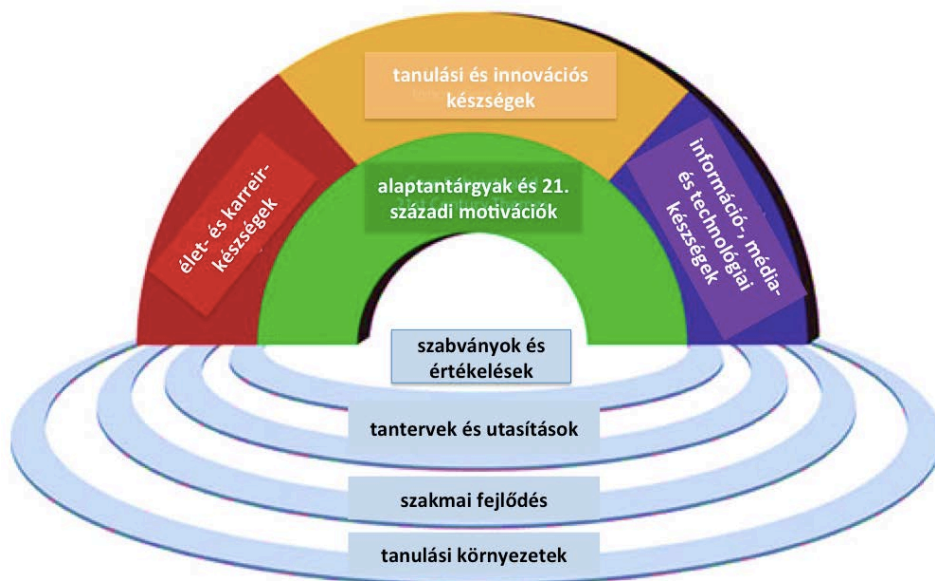 tanulási és innovációs
készségek
élet- és karreir-
készségek
alaptantárgyak és 21.
századi motivációk
információ-, média-
és technológiai
készségek
szabványok és
értékelések
tantervek és utasítások
szakmai fejlődés
tanulási környezetek